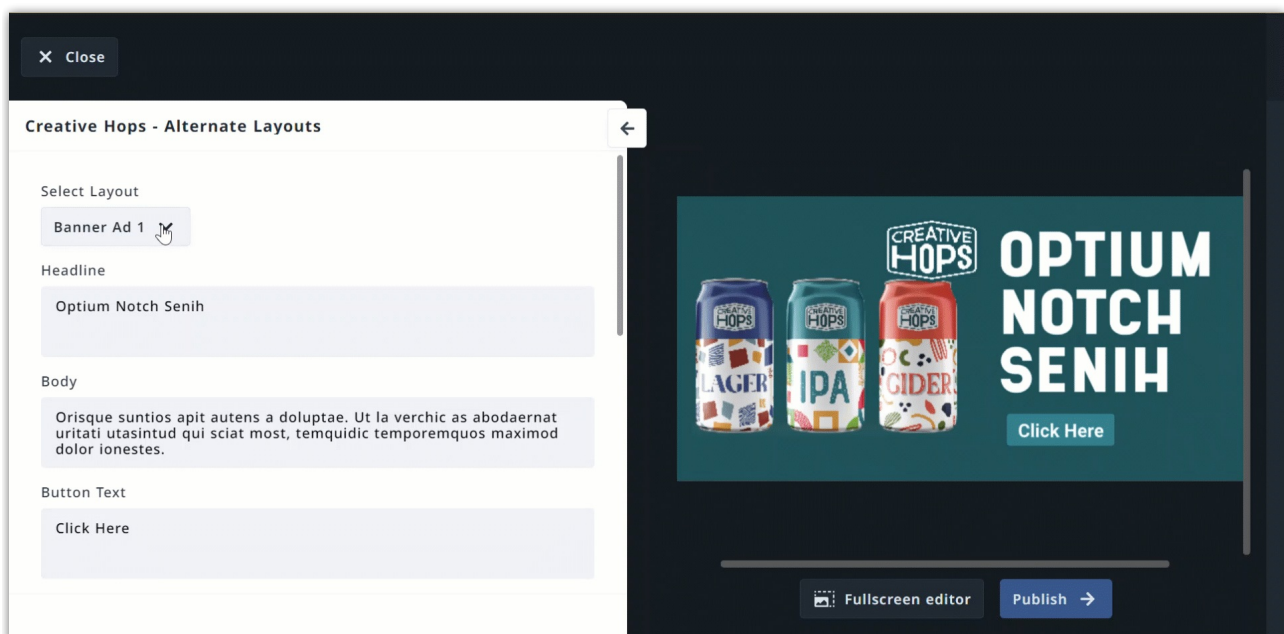 Close
Creative Hops - Alternate Layouts
Select Layout
Banner Ad 1
Headline
Optium Notch Senih
Body
Orisque suntios apit autens a doluptae. Ut la verchic as abodaernat
uritati utasintud qui sciat most, temquidic temporemquos maximod
dolor ionestes.
Button Text
Click Here
CREATIVE
HOPS
OPTIUM
NOTCH
SENIH
CREATIVE
HOPS
LAGER
CREATIVE
HOPS
IPA
CREATIVE
HOPS
CIDER
Click Here
Fullscreen editor
Publish